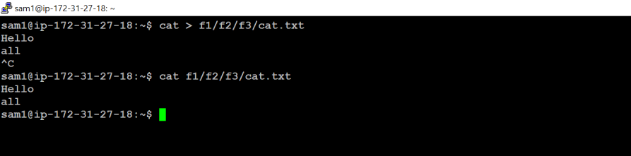 sam1@ip-172-31-27-18: ~
sam1@ip-172-31-27-18:~$ cat > f1/f2/f3/cat.txt
Hello
all
^C
sam1@ip-172-31-27-18:~$ cat f1/f2/f3/cat.txt
Hello
all
sam1@ip-172-31-27-18:~$